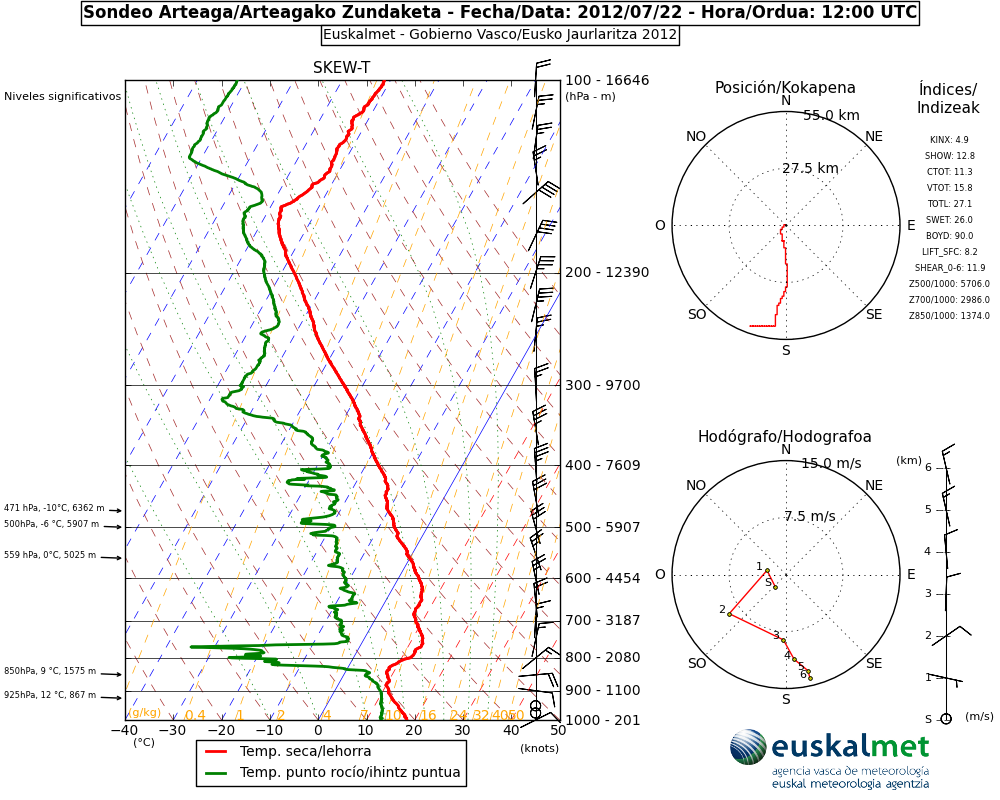 Sondeo Arteaga/Arteagako Zundaketa - Fecha/Data: 2012/07/22 - Hora/Ordua: 12:00 UTC
Euskalmet - Gobierno Vasco/Eusko Jaurlaritza 2012
SKEW-T
Niveles significativos
100 - 16646
(hPa - m)
200 - 12390
300 - 9700
400 - 7609
471 hPa, -10°C, 6362 m
500hPa, -6 °C, 5907 m
500 - 5907
559 hPa, 0°C, 5025 m
600 - 4454
700 - 3187
800 - 2080
850hPa, 9 °C, 1575 m
900 - 1100
925hPa, 12 °C, 867 m
1000 - 201
(g/kg) 0.4 1 2 4 7 10 16 24 32 40 50
−40 −30 −20 −10 0 10 20 30 40 50
(°C)
(knots)
Temp. seca/lehorra
Temp. punto rocío/ihintz puntua
Posición/Kokapena
N
55.0 km
NO
NE
27.5 km
O
E
SO
SE
S
Índices/
Indizeak
KINX: 4.9
SHOW: 12.8
CTOT: 11.3
VTOT: 15.8
TOTL: 27.1
SWET: 26.0
BOYD: 90.0
LIFT_SFC: 8.2
SHEAR_0-6: 11.9
Z500/1000: 5706.0
Z700/1000: 2986.0
Z850/1000: 1374.0
Hodógrafo/Hodografoa
N
15.0 m/s
NO
NE
7.5 m/s
O
E
1
S
2
3
4
5
6
SO
SE
S
(km)
6
5
4
3
2
1
S
(m/s)
euskalmet
agencia vasca de meteorología
euskal meteorologia agentzia